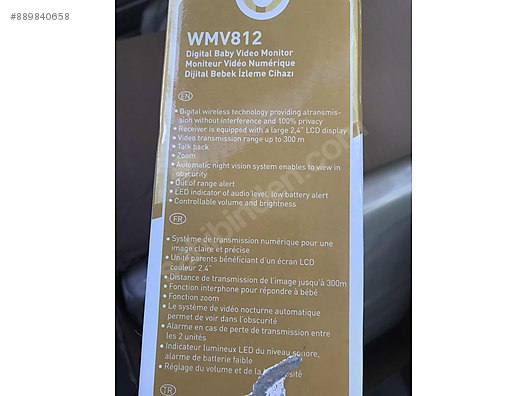 #889840658
WMV812
Digital Baby Video Monitor
Moniteur Vidéo Numérique
Dijital Bebek İzleme Cihazı
EN
• Digital wireless technology providing atransmis-
sion without interference and 100% privacy
• Receiver is equipped with a large 2,4" LCD display
• Video transmission range up to 300 m
• Talk back
• Zoom
• Automatic night vision system enables to view in
obscurity
• Out of range alert
• LED indicator of audio level, low battery alert
• Controllable volume and brightness
FR
• Système de transmission numérique pour une
image claire et précise
• Unité parents bénéficiant d'un écran LCD
couleur 2.4"
• Distance de transmission de l'image jusqu'à 300m
• Fonction interphone pour répondre à bébé
• Fonction zoom
• Le système de vidéo nocturne automatique
permet de voir dans l'obscurité
• Alarme en cas de perte de transmission entre
les 2 unités
• Indicateur lumineux LED du niveau sonore,
alarme de batterie faible
• Réglage du volume et de la
TR